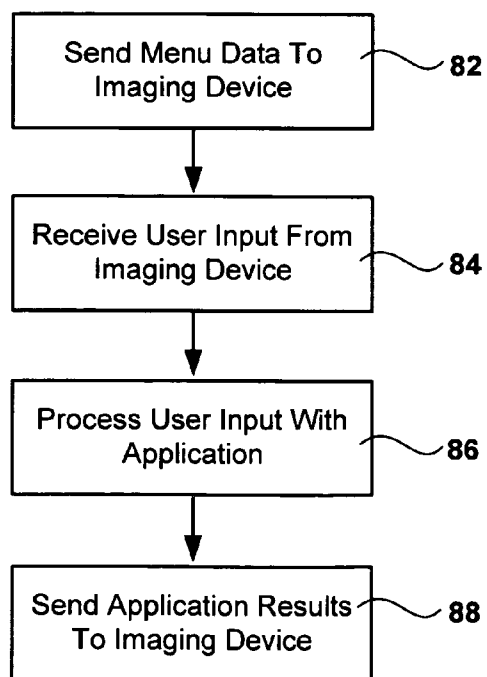 Send Menu Data To
Imaging Device
82
Receive User Input From
Imaging Device
84
Process User Input With
Application
86
Send Application Results
To Imaging Device
88